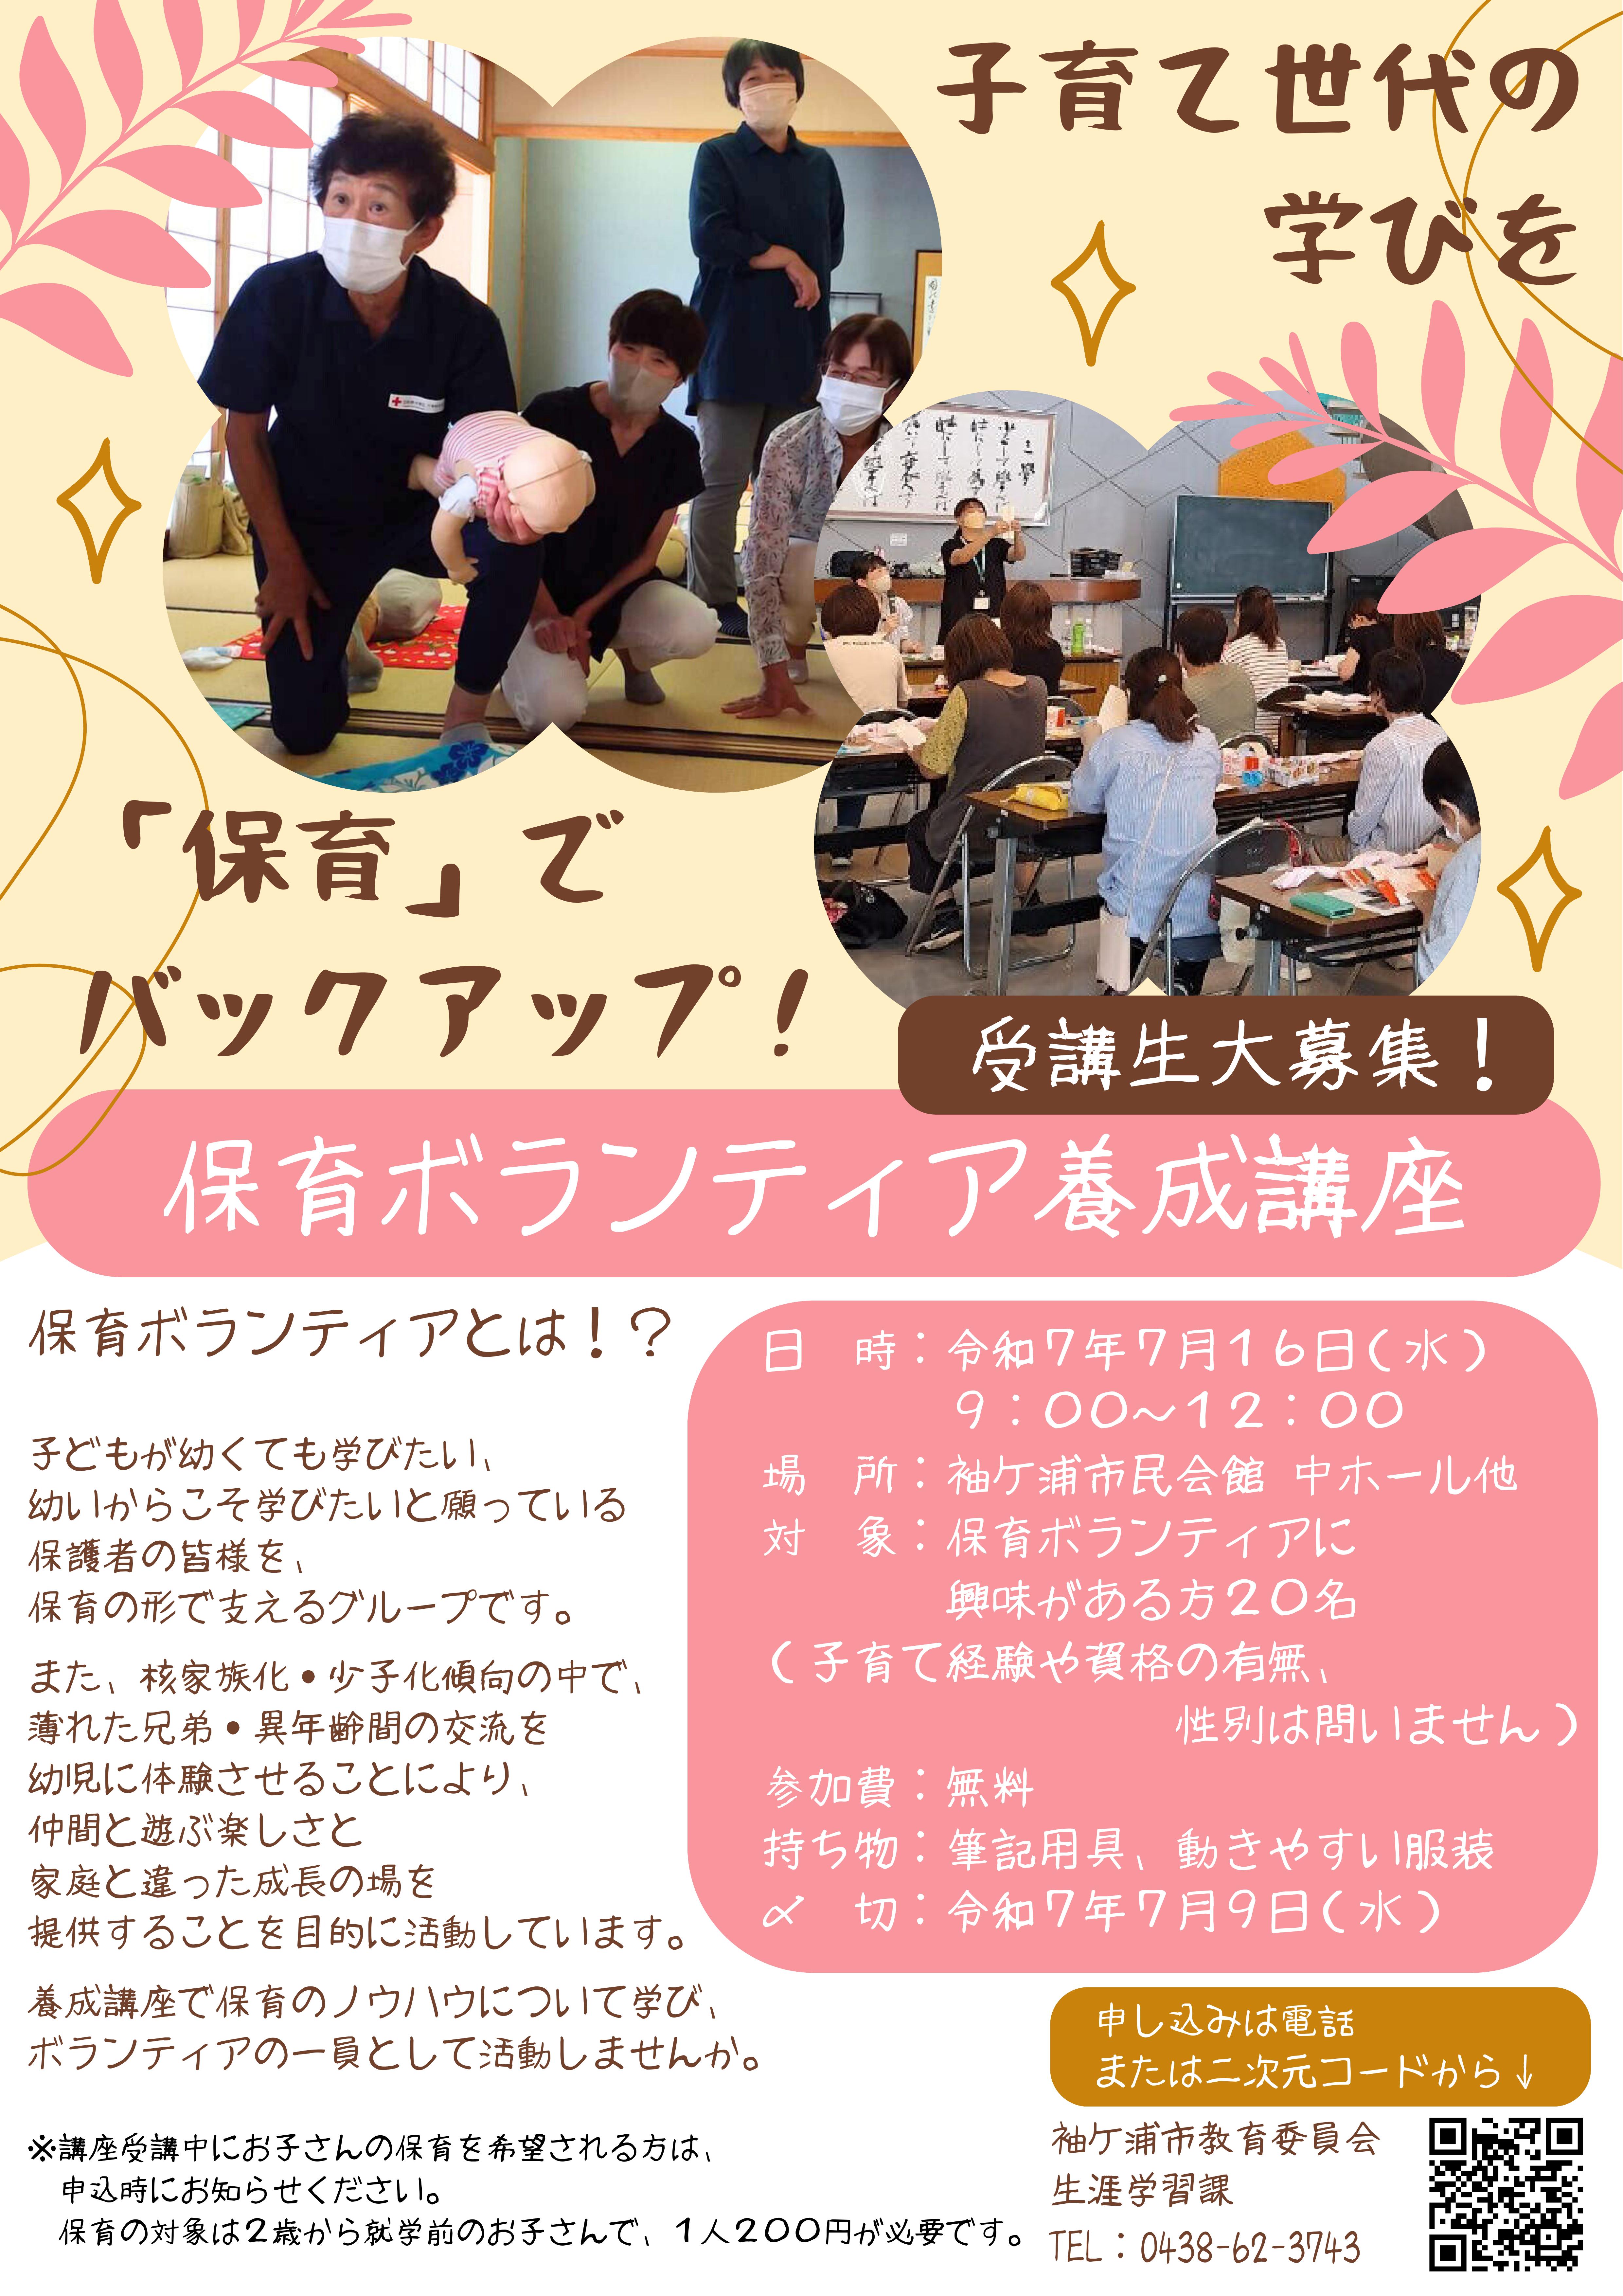 子育て世代の
学びを
「保育」で
バックアップ！
受講生大募集！
保育ボランティア養成講座
保育ボランティアとは！？
子どもが幼くても学びたい、
幼いからこそ学びたいと願っている
保護者の皆様を、
保育の形で支えるグループです。
また、核家族化・少子化傾向の中で、
薄れた兄弟・異年齢間の交流を
幼児に体験させることにより、
仲間と遊ぶ楽しさと
家庭と違った成長の場を
提供することを目的に活動しています。
養成講座で保育のノウハウについて学び、
ボランティアの一員として活動しませんか。
※講座受講中にお子さんの保育を希望される方は、
申込時にお知らせください。
保育の対象は２歳から就学前のお子さんで、１人２００円が必要です。
日　時：令和７年７月１６日（水）
９：００～１２：００
場　所：袖ケ浦市民会館 中ホール他
対　象：保育ボランティアに
興味がある方２０名
（子育て経験や資格の有無、
性別は問いません）
参加費：無料
持ち物：筆記用具、動きやすい服装
〆　切：令和７年７月９日（水）
申し込みは電話
または二次元コードから↓
袖ケ浦市教育委員会
生涯学習課
TEL：0438-62-3743